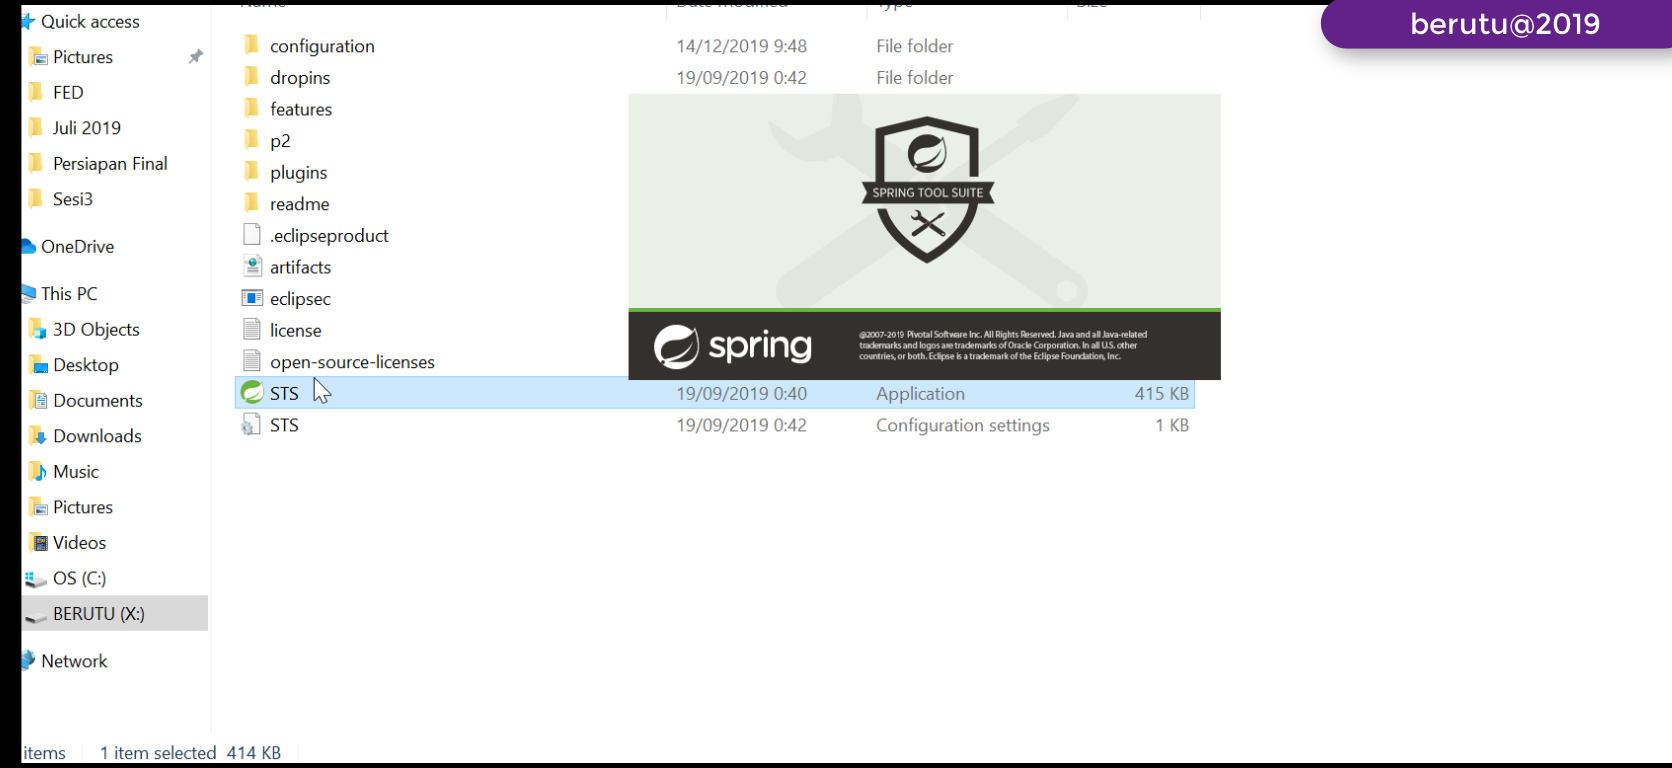 berutu@2019
Quick access
Pictures
FED
Juli 2019
Persiapan Final
Sesi3
OneDrive
This PC
3D Objects
Desktop
Documents
Downloads
Music
Pictures
Videos
OS (C:)
BERUTU (X:)
Network
Name Date modified Type Size
configuration 14/12/2019 9:48 File folder
dropins 19/09/2019 0:42 File folder
features
p2
plugins
readme
.eclipseproduct
artifacts
eclipsec
license
open-source-licenses
STS 19/09/2019 0:40 Application 415 KB
STS 19/09/2019 0:42 Configuration settings 1 KB
SPRING TOOL SUITE
spring
@2007-2019 Pivotal Software Inc. All Rights Reserved. Java and all Java-related
trademarks and logos are trademarks of Oracle Corporation. In all U.S. other
countries, or both. Eclipse is a trademark of the Eclipse Foundation, Inc.
items 1 item selected 414 KB